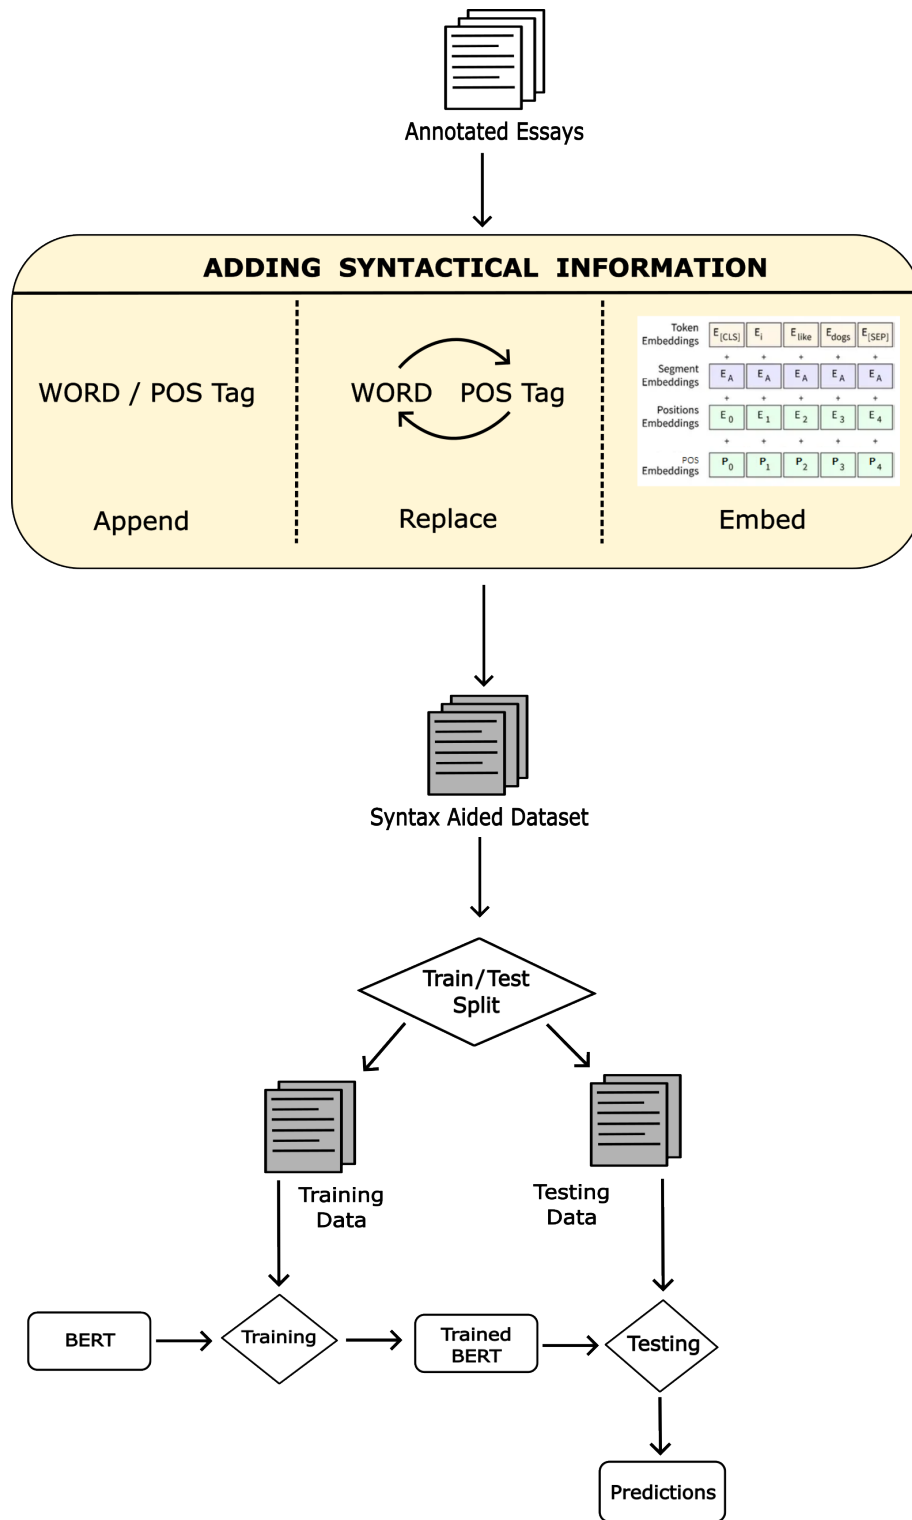 Annotated Essays
ADDING SYNTACTICAL INFORMATION
WORD / POS Tag
Append
WORD POS Tag
Replace
Token
Embeddings
E[CLS] Ei Elike Edogs E[SEP]
+ + + + +
Segment
Embeddings
EA EA EA EA EA
+ + + + +
Positions
Embeddings
E0 E1 E2 E3 E4
+ + + + +
POS
Embeddings
P0 P1 P2 P3 P4
Embed
Syntax Aided Dataset
Train/Test
Split
Training
Data
Testing
Data
BERT
Training
Trained
BERT
Testing
Predictions